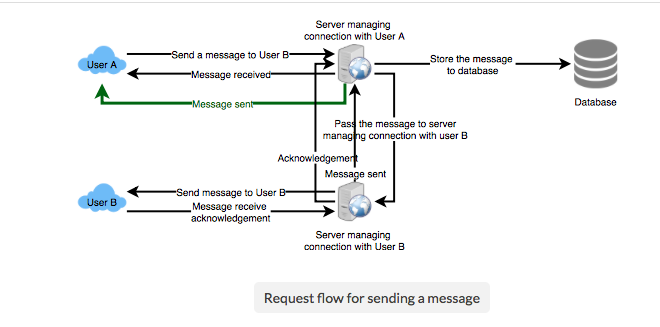 Server managing
connection with User A
User A
Send a message to User B
Message received
Message sent
Store the message
to database
Database
Pass the message to server
managing connection with user B
Acknowledgement
Message sent
User B
Send message to User B
Message receive
acknowledgement
Server managing
connection with User B
Request flow for sending a message